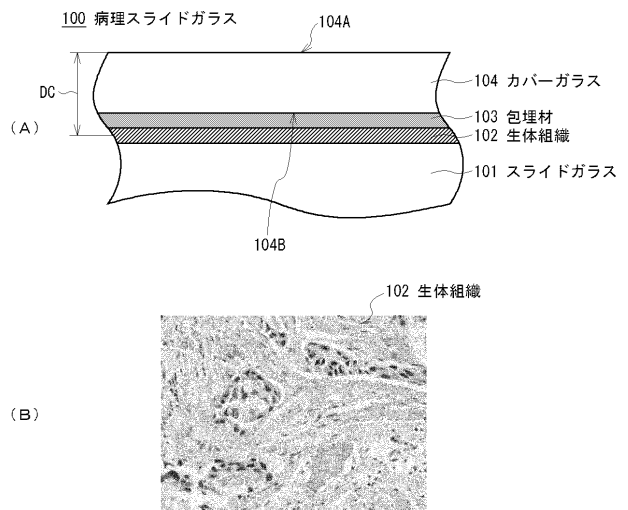 100 病理スライドガラス
104A
DC
104 カバーガラス
(A)
103 包埋材
102 生体組織
101 スライドガラス
104B
102 生体組織
(B)